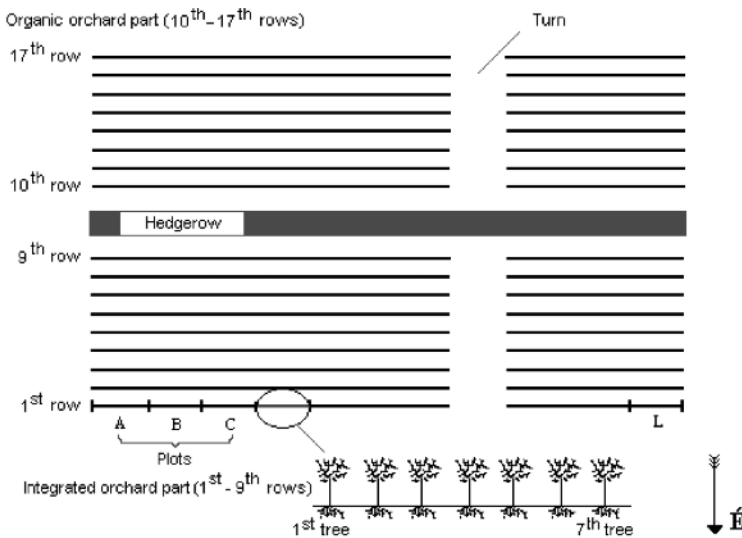 Organic orchard part (10th–17th rows)
Turn
17th row
10th row
Hedgerow
9th row
1st row
A B C L
Plots
Integrated orchard part (1st- 9th rows)
1st tree 7th tree
É